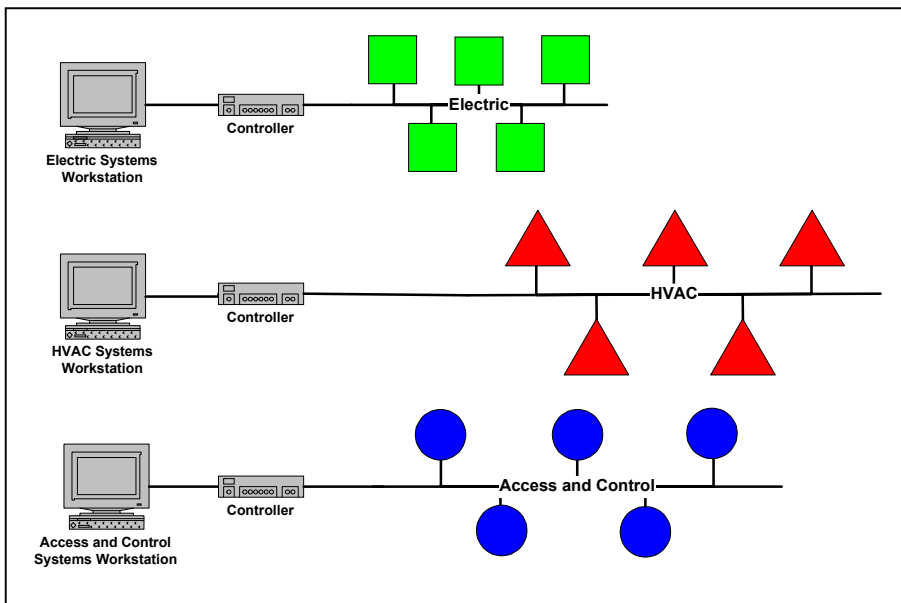 Electric
Controller
Electric Systems
Workstation
HVAC
Controller
HVAC Systems
Workstation
Access and Control
Controller
Access and Control
Systems Workstation